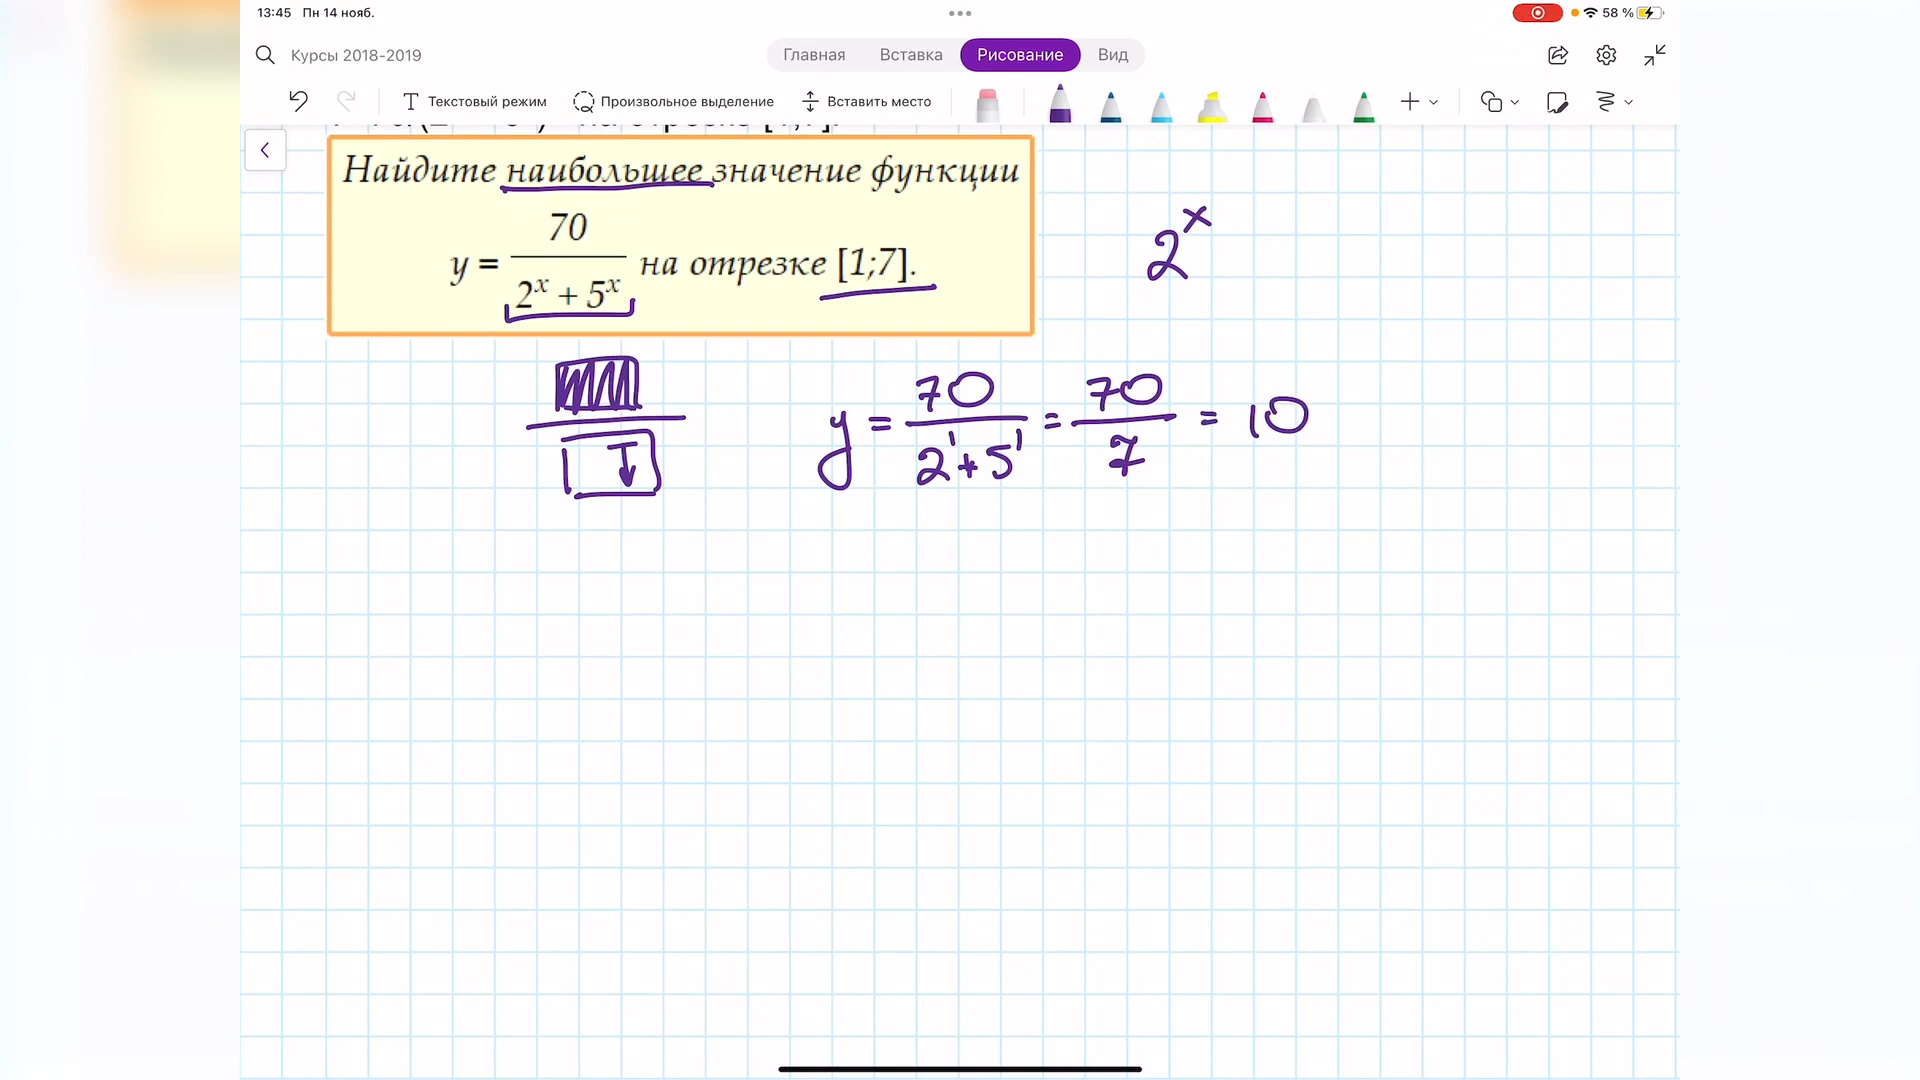 13:45 Пн 14 нояб.
58 %
Курсы 2018-2019
Главная Вставка Рисование Вид
Текстовый режим Произвольное выделение Вставить место
Найдите наибольшее значение функции
70
y = ─── на отрезке [1;7].
2^x + 5^x
2^x
y = 70 / (2^1 + 5^1) = 70 / 7 = 10